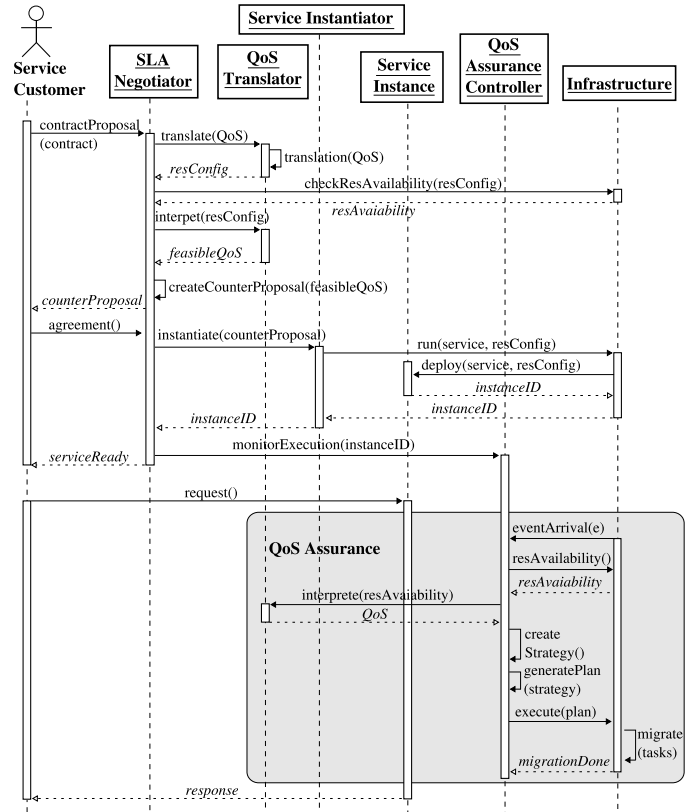 Service Instantiator
Service
Customer
SLA
Negotiator
QoS
Translator
Service
Instance
QoS
Assurance
Controller
Infrastructure
contractProposal
(contract)
translate(QoS)
translation(QoS)
resConfig
checkResAvailability(resConfig)
resAvaiability
interpet(resConfig)
feasibleQoS
createCounterProposal(feasibleQoS)
counterProposal
agreement()
instantiate(counterProposal)
run(service, resConfig)
deploy(service, resConfig)
instanceID
instanceID
instanceID
monitorExecution(instanceID)
serviceReady
request()
QoS Assurance
eventArrival(e)
resAvailability()
resAvaiability
interprete(resAvaiability)
QoS
create
Strategy()
generatePlan
(strategy)
execute(plan)
migrate
(tasks)
migrationDone
response